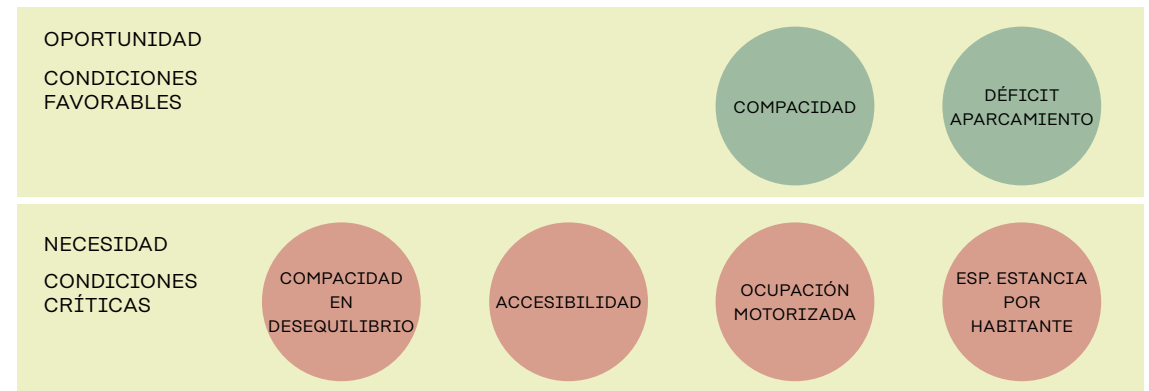 OPORTUNIDAD
CONDICIONES
FAVORABLES
COMPACIDAD
DÉFICIT
APARCAMIENTO
NECESIDAD
CONDICIONES
CRÍTICAS
COMPACIDAD
EN
DESEQUILIBRIO
ACCESIBILIDAD
OCUPACIÓN
MOTORIZADA
ESP. ESTANCIA
POR
HABITANTE